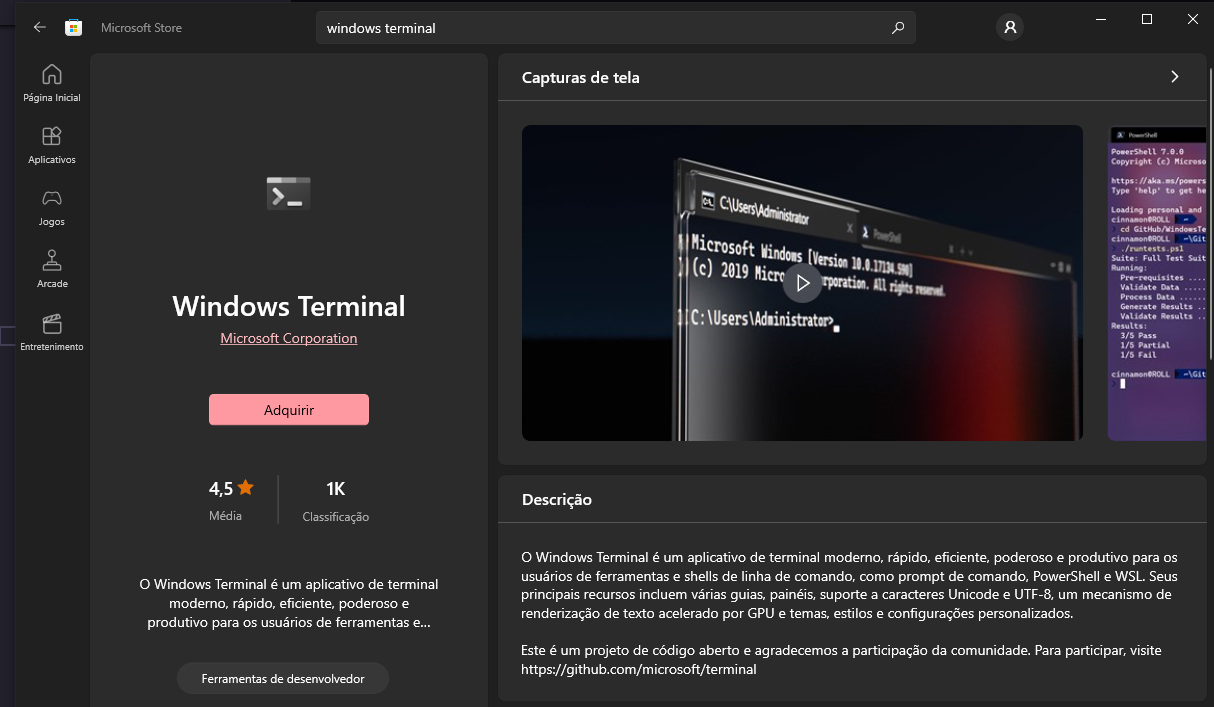 Microsoft Store
windows terminal
Página Inicial
Aplicativos
Jogos
Arcade
Entretenimento
Windows Terminal
Microsoft Corporation
Adquirir
4,5
Média
1K
Classificação
O Windows Terminal é um aplicativo de terminal
moderno, rápido, eficiente, poderoso e
produtivo para os usuários de ferramentas e...
Ferramentas de desenvolvedor
Capturas de tela
C:\Users\Administrator
X
PowerShell
Microsoft Windows [Version 10.0.17134.590]
(c) 2019 Corporation. All rights reserved.
C:\Users\Administrator>
PowerShell
PowerShell 7.0.0
Copyright (c) Microso
https://aka.ms/powers
Type 'help' to get he
Loading personal and
cinnamon@ROLL ~
cd GitHub/WindowsTe
cinnamon@ROLL ~\Git
./runtests.ps1
Suite: Full Test Suit
Running:
Pre-requisites ....
Validate Data .....
Process Data ......
Generate Results ..
Validate Results ..
Results:
3/5 Pass
1/5 Partial
1/5 Fail
cinnamon@ROLL ~\Git
Descrição
O Windows Terminal é um aplicativo de terminal moderno, rápido, eficiente, poderoso e produtivo para os
usuários de ferramentas e shells de linha de comando, como prompt de comando, PowerShell e WSL. Seus
principais recursos incluem várias guias, painéis, suporte a caracteres Unicode e UTF-8, um mecanismo de
renderização de texto acelerado por GPU e temas, estilos e configurações personalizados.
Este é um projeto de código aberto e agradecemos a participação da comunidade. Para participar, visite
https://github.com/microsoft/terminal